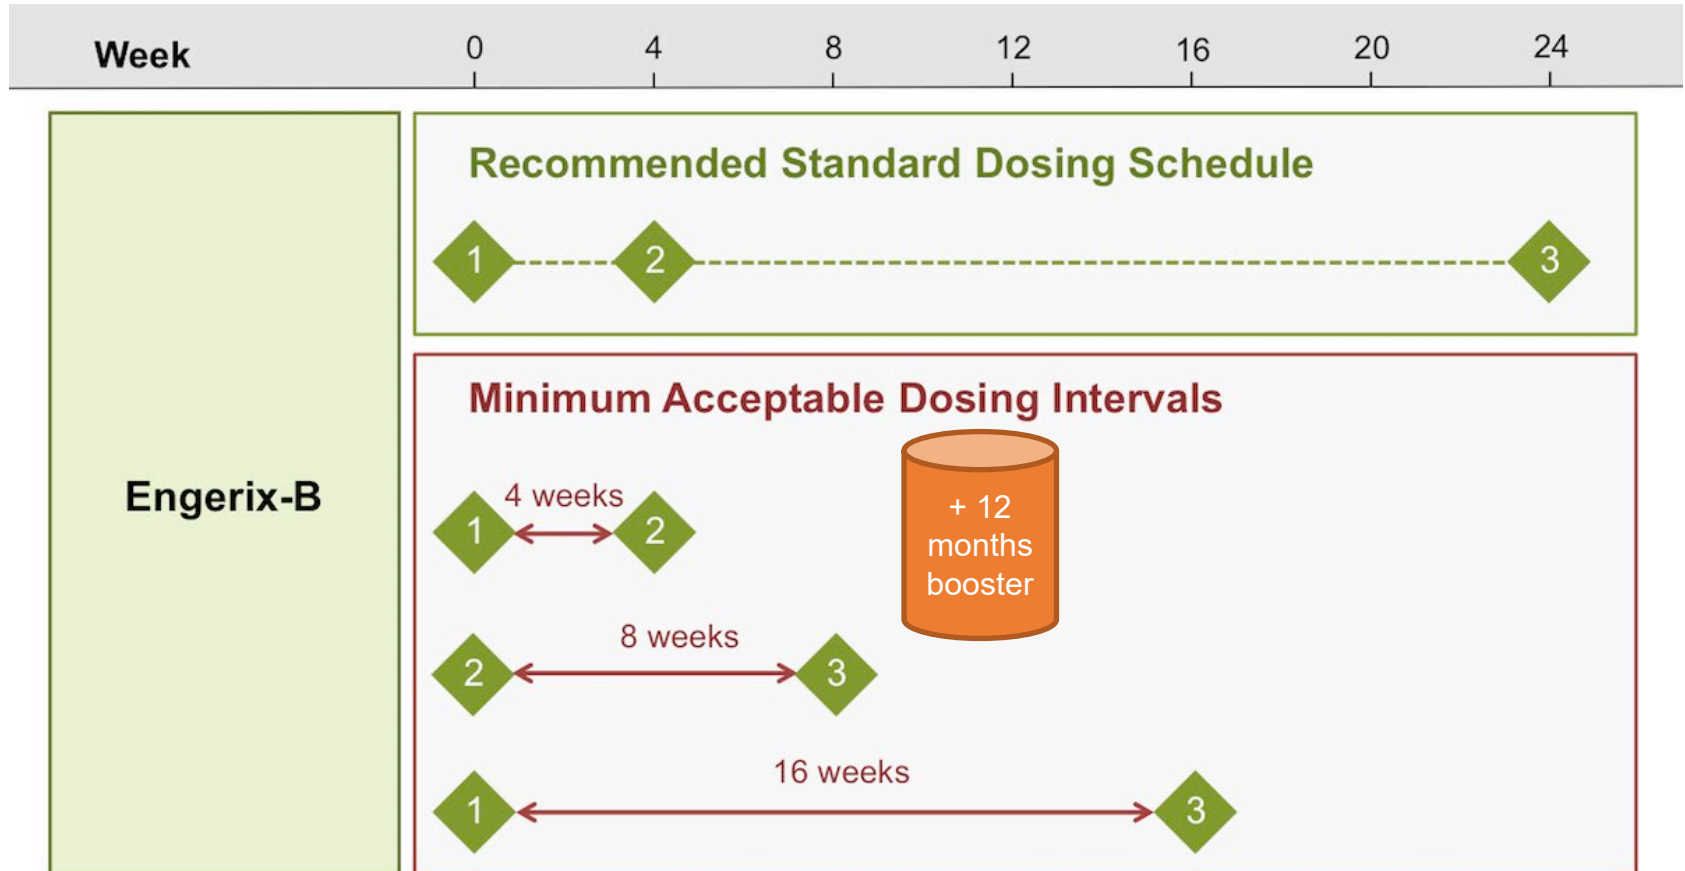 Week 0 4 8 12 16 20 24
Recommended Standard Dosing Schedule
1 2 3
Engerix-B
Minimum Acceptable Dosing Intervals
4 weeks
1 2
+ 12
months
booster
8 weeks
2 3
16 weeks
1 3